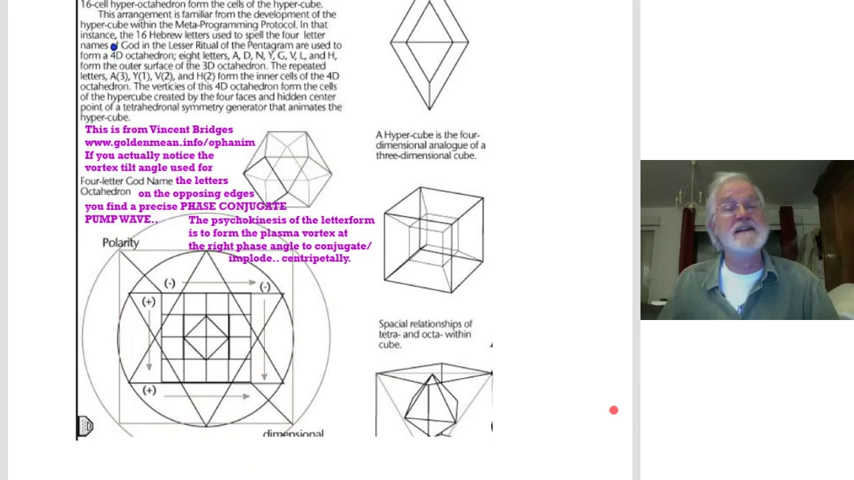 16-cell hyper-octahedron form the cells of the hyper-cube.
This arrangement is familiar from the development of the
hyper-cube within the Meta-Programming Protocol. In that
instance, the 16 Hebrew letters used to spell the four letter
names of God in the Lesser Ritual of the Pentagram are used to
form a 4D octahedron; eight letters, A, D, N, Y, G, V, L, and H,
form the outer surface of the 3D octahedron. The repeated
letters, A(3), Y(1), V(2), and H(2) form the inner cells of the 4D
octahedron. The verticies of this 4D octahedron form the cells
of the hypercube created by the four faces and hidden center
point of a tetrahedronal symmetry generator that animates the
hyper-cube.
This is from Vincent Bridges
www.goldenmean.info/ophanim
If you actually notice the
vortex tilt angle used for
the letters
on the opposing edges
you find a precise PHASE CONJUGATE
PUMP WAVE..
Four-letter God Name
Octahedron
The psychokinesis of the letterform
is to form the plasma vortex at
the right phase angle to conjugate/
implode.. centripetally.
Polarity
(-)
(-)
(+)
(+)
dimensional
A Hyper-cube is the four-
dimensional analogue of a
three-dimensional cube.
Spacial relationships of
tetra- and octa- within
cube.